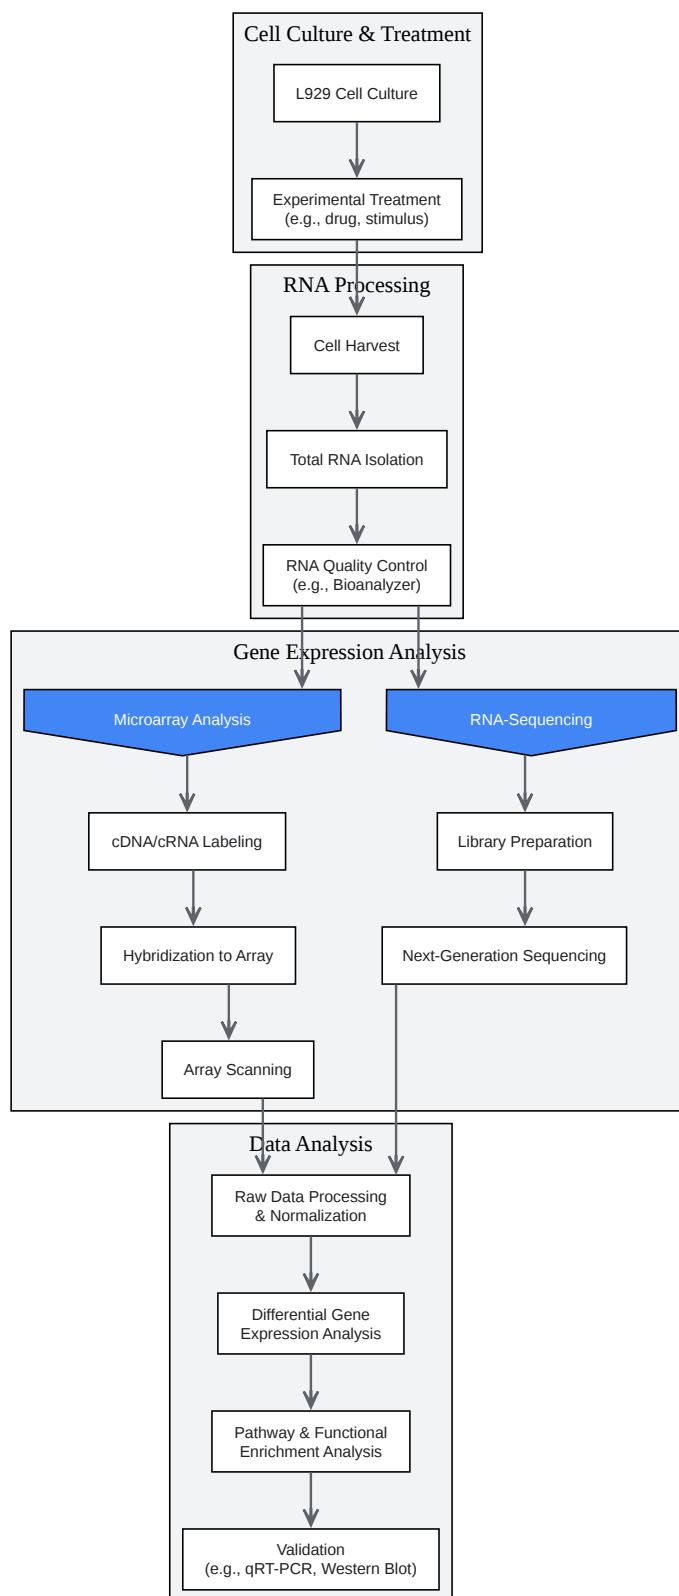 Cell Culture & Treatment
L929 Cell Culture
Experimental Treatment
(e.g., drug, stimulus)
RNA Processing
Cell Harvest
Total RNA Isolation
RNA Quality Control
(e.g., Bioanalyzer)
Gene Expression Analysis
Microarray Analysis
RNA-Sequencing
cDNA/cRNA Labeling
Library Preparation
Hybridization to Array
Next-Generation Sequencing
Array Scanning
Data Analysis
Raw Data Processing
& Normalization
Differential Gene
Expression Analysis
Pathway & Functional
Enrichment Analysis
Validation
(e.g., qRT-PCR, Western Blot)